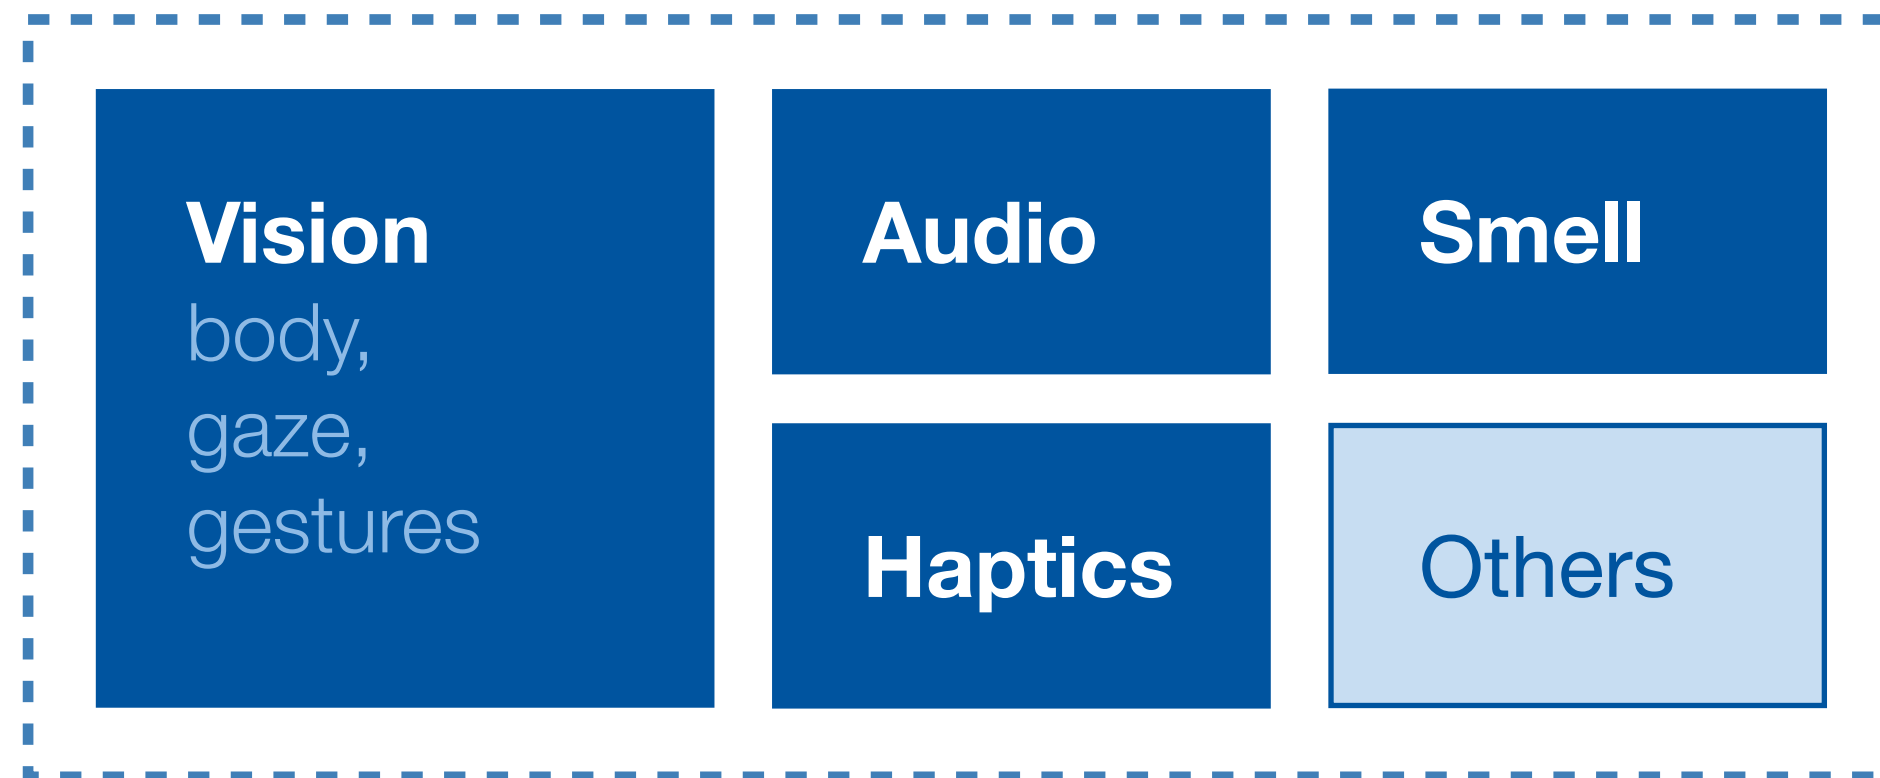 Vision
body,
gaze,
gestures
Audio
Smell
Haptics
Others